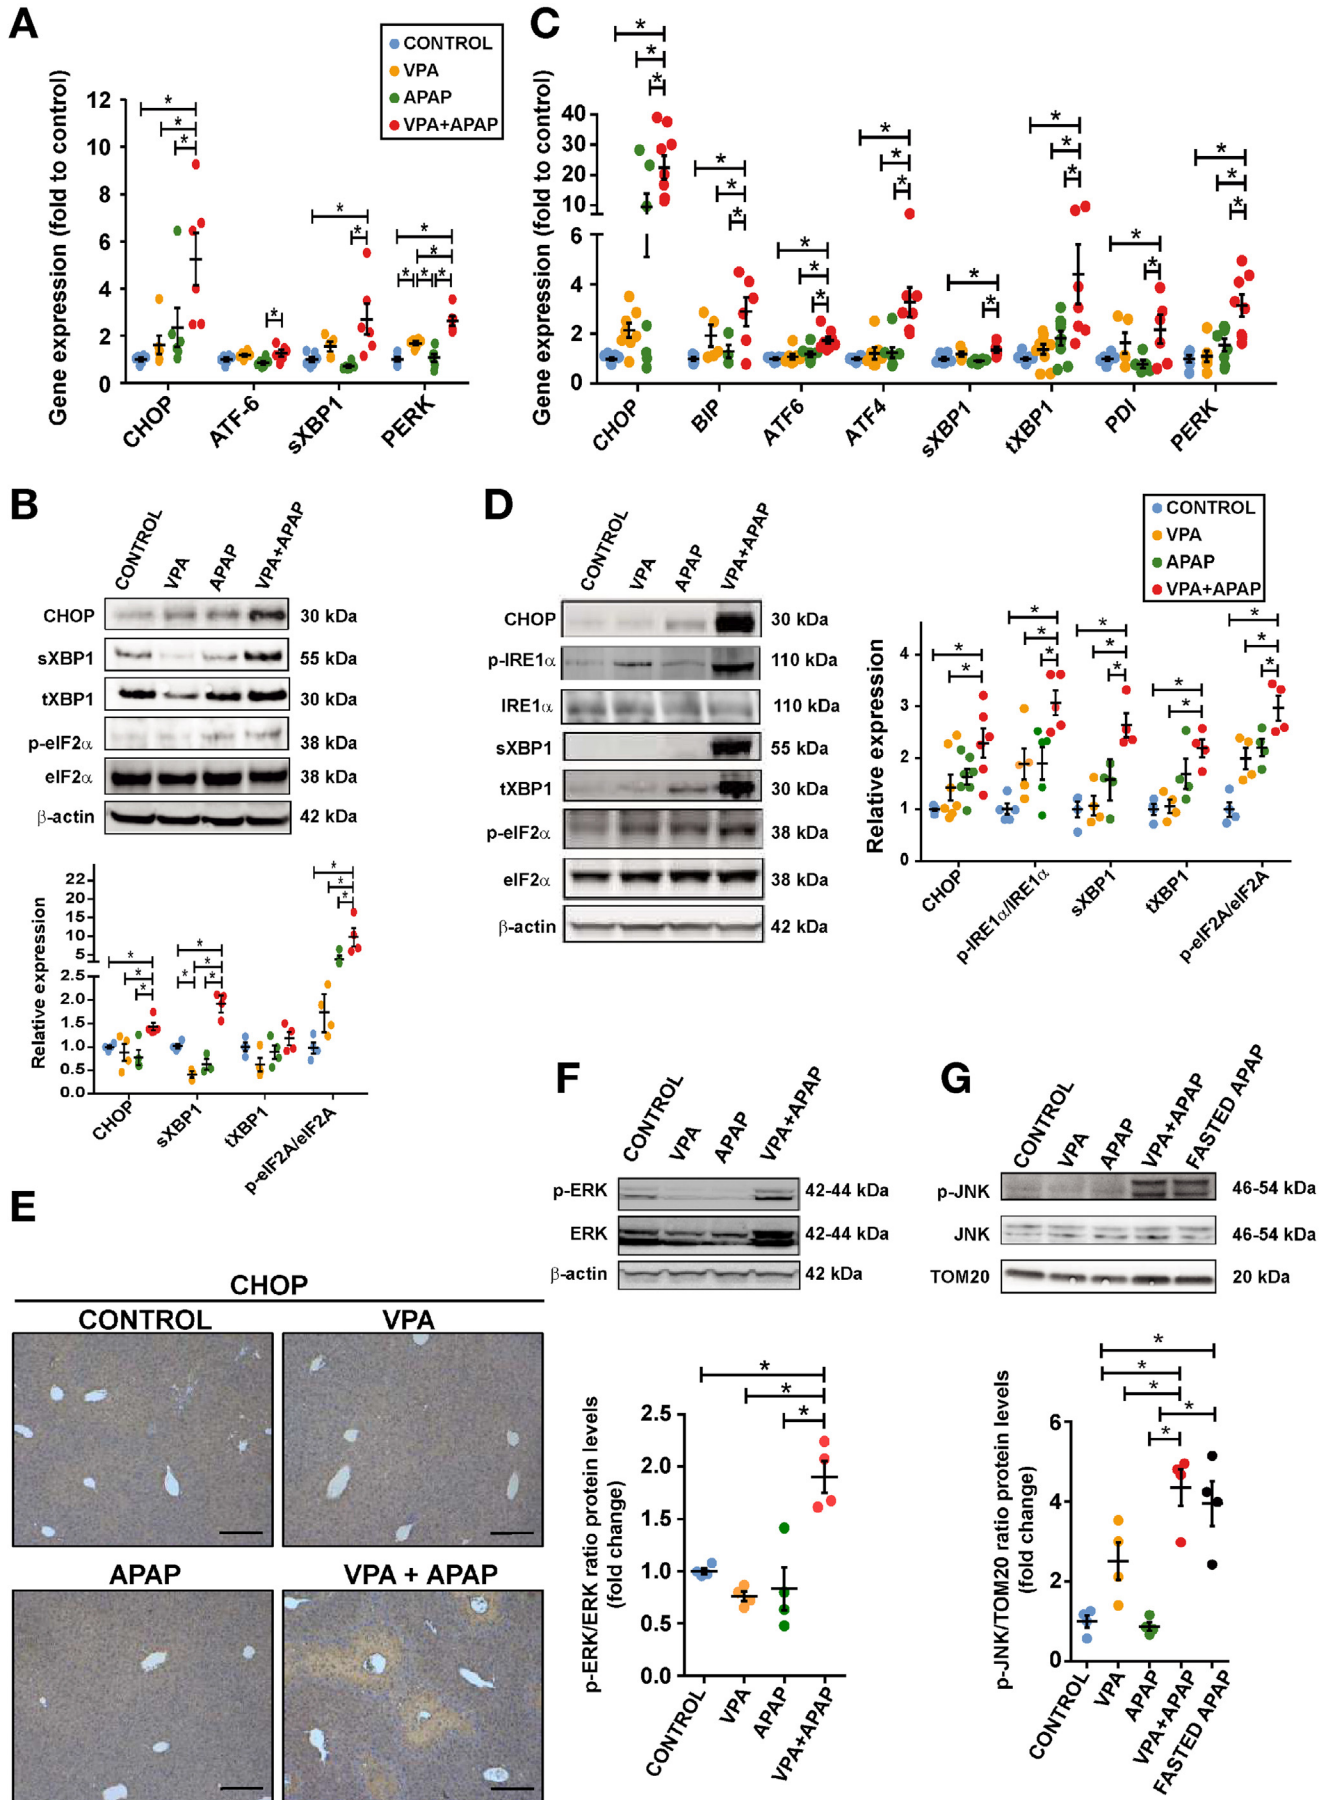 A
CONTROL
VPA
APAP
VPA+APAP
Gene expression (fold to control)
12
10
8
6
4
2
0
* * *
*
* *
* * * * *
CHOP
ATF-6
sXBP1
PERK
C
Gene expression (fold to control)
40
30
20
10
6
4
2
0
* * *
* * *
* * *
* * *
* *
* * *
* *
* * *
CHOP
BIP
ATF6
ATF4
sXBP1
tXBP1
PDI
PERK
B
CONTROL
VPA
APAP
VPA+APAP
CHOP 30 kDa
sXBP1 55 kDa
tXBP1 30 kDa
p-eIF2α 38 kDa
eIF2α 38 kDa
β-actin 42 kDa
Relative expression
22
20
15
10
5
2.5
2.0
1.5
1.0
0.5
0.0
* * *
* * * *
* * *
CHOP
sXBP1
tXBP1
p-eIF2A/eIF2A
D
CONTROL
VPA
APAP
VPA+APAP
CHOP 30 kDa
p-IRE1α 110 kDa
IRE1α 110 kDa
sXBP1 55 kDa
tXBP1 30 kDa
p-eIF2α 38 kDa
eIF2α 38 kDa
β-actin 42 kDa
CONTROL
VPA
APAP
VPA+APAP
Relative expression
4
3
2
1
0
* *
* * *
* * *
* *
* * *
CHOP
p-IRE1α/IRE1α
sXBP1
tXBP1
p-eIF2A/eIF2A
E
CHOP
CONTROL VPA
APAP VPA + APAP
F
CONTROL
VPA
APAP
VPA+APAP
p-ERK 42-44 kDa
ERK 42-44 kDa
β-actin 42 kDa
p-ERK/ERK ratio protein levels
(fold change)
2.5
2.0
1.5
1.0
0.5
0.0
* * *
CONTROL
VPA
APAP
VPA+APAP
G
CONTROL
VPA
APAP
VPA+APAP
FASTED APAP
p-JNK 46-54 kDa
JNK 46-54 kDa
TOM20 20 kDa
p-JNK/TOM20 ratio protein levels
(fold change)
6
4
2
0
* * * * *
CONTROL
VPA
APAP
VPA+APAP
FASTED APAP